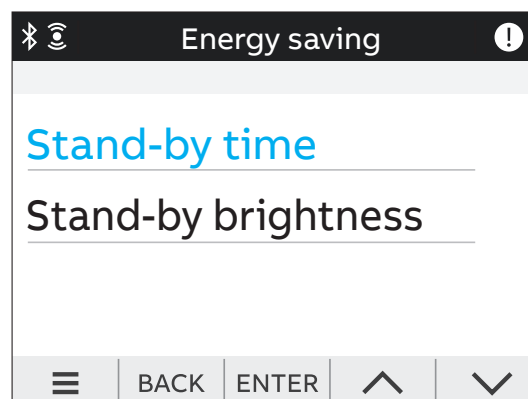 Energy saving
Stand-by time
Stand-by brightness
BACK ENTER